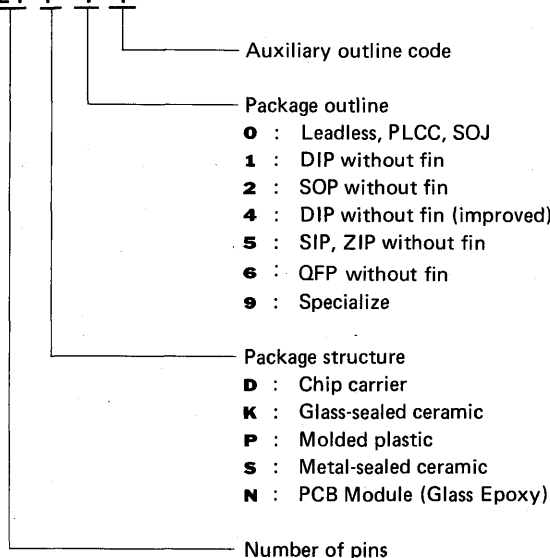 Auxiliary outline code
Package outline
0 : Leadless, PLCC, SOJ
1 : DIP without fin
2 : SOP without fin
4 : DIP without fin (improved)
5 : SIP, ZIP without fin
6 : QFP without fin
9 : Specialize
Package structure
D : Chip carrier
K : Glass-sealed ceramic
P : Molded plastic
S : Metal-sealed ceramic
N : PCB Module (Glass Epoxy)
Number of pins